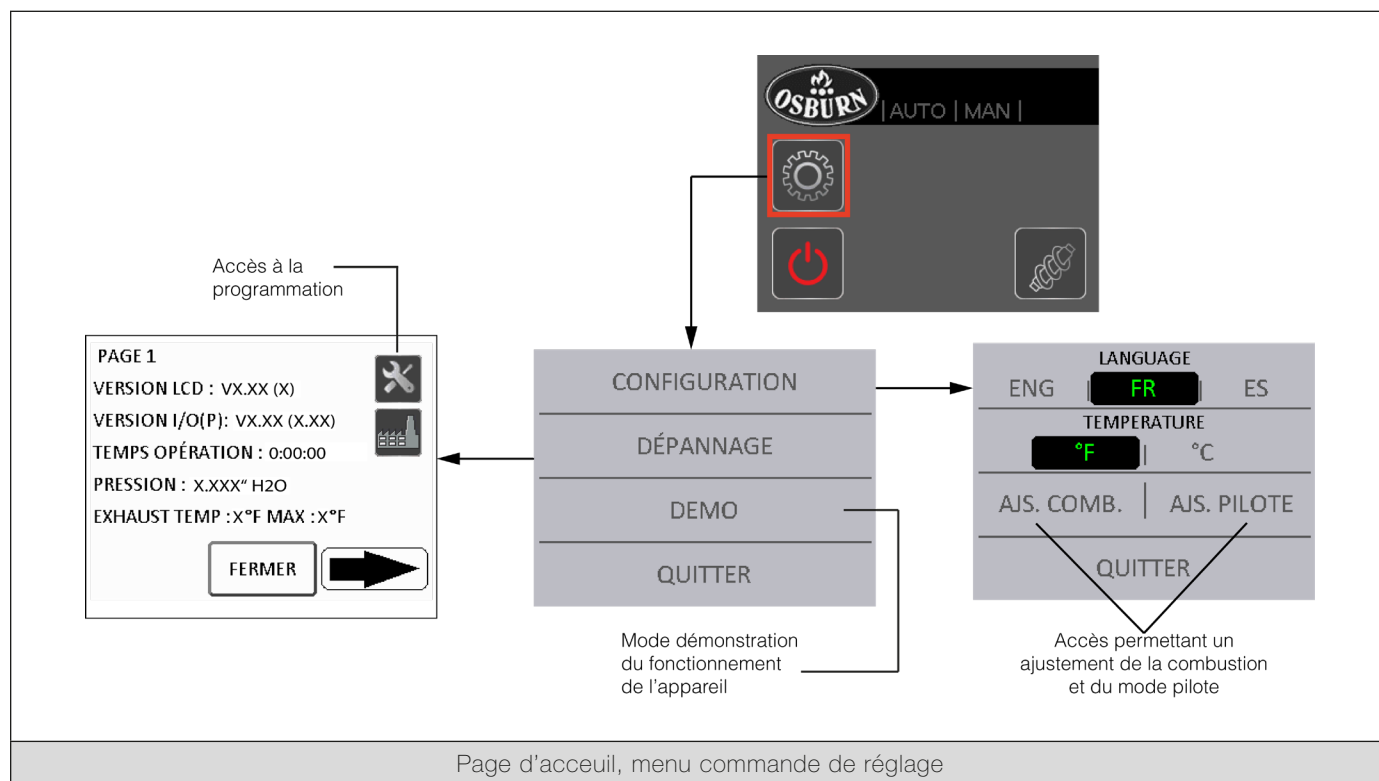 OSBURN
| AUTO | MAN |
Accès à la
programmation
PAGE 1
VERSION LCD : VX.XX (X)
VERSION I/O(P): VX.XX (X.XX)
TEMPS OPÉRATION : 0:00:00
PRESSION : X.XXX" H2O
EXHAUST TEMP :X°F MAX :X°F
FERMER
CONFIGURATION
DÉPANNAGE
DEMO
QUITTER
LANGUAGE
ENG | FR | ES
TEMPERATURE
°F | °C
AJS. COMB. | AJS. PILOTE
QUITTER
Mode démonstration
du fonctionnement
de l'appareil
Accès permettant un
ajustement de la combustion
et du mode pilote
Page d'acceuil, menu commande de réglage